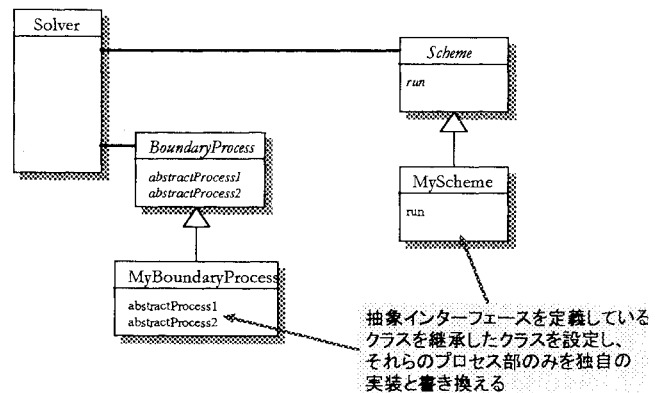 Solver
Scheme
run
BoundaryProcess
abstractProcess1
abstractProcess2
MyScheme
run
MyBoundaryProcess
abstractProcess1
abstractProcess2
抽象インターフェースを定義している
クラスを継承したクラスを設定し、
それらのプロセス部のみを独自の
実装と書き換える